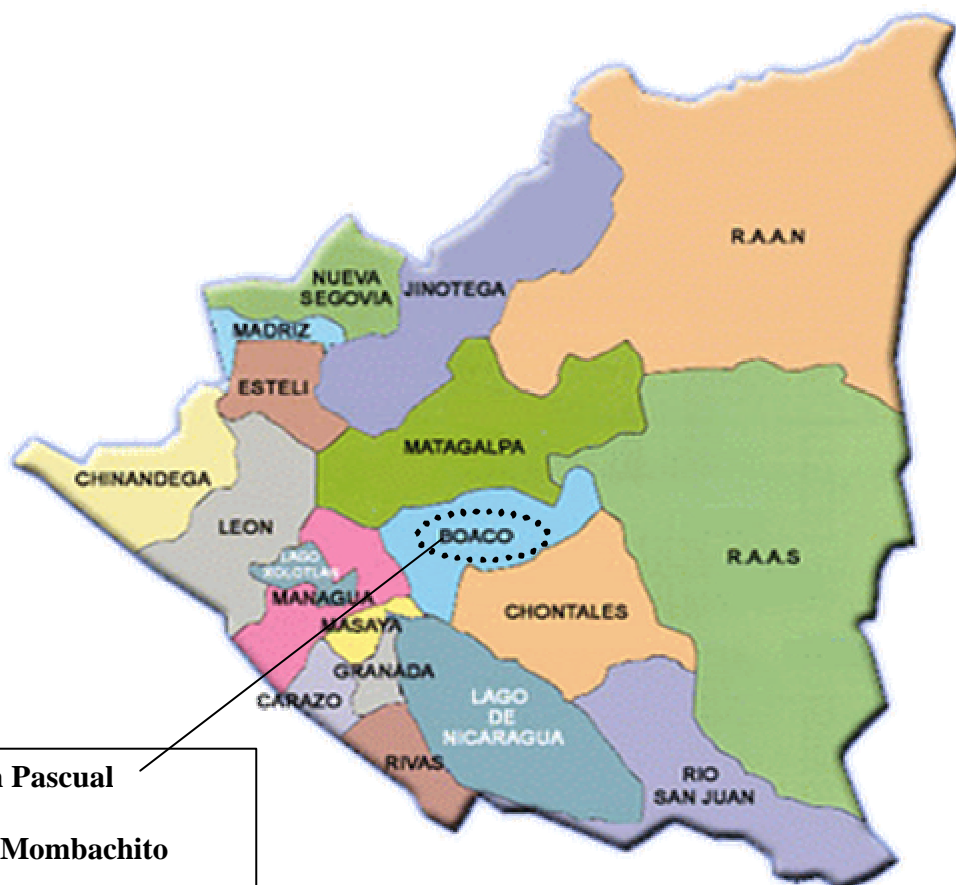 R.A.A.N
NUEVA
SEGOVIA
JINOTEGA
MADRIZ
ESTELI
MATAGALPA
CHINANDEGA
LEON
BOACO
LAGO
XOLOTLAN
R.A.A.S
MANAGUA
CHONTALES
MASAYA
GRANADA
CARAZO
LAGO
DE
NICARAGUA
RIVAS
RIO
SAN JUAN
Pascual
Mombachito